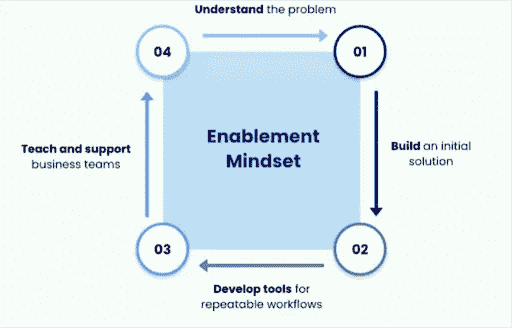 Understand the problem
04
01
Enablement
Mindset
Teach and support
business teams
Build an initial
solution
03
02
Develop tools for
repeatable workflows